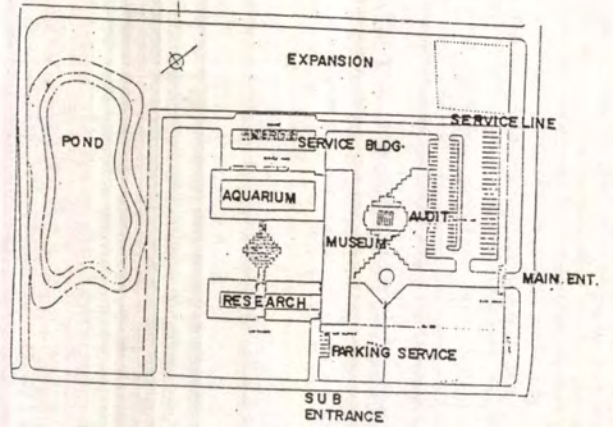 EXPANSION
SERVICE LINE
POND
SERVICE BLDG.
AQUARIUM
AUDIT.
MUSEUM
MAIN. ENT.
RESEARCH
PARKING SERVICE
SUB
ENTRANCE